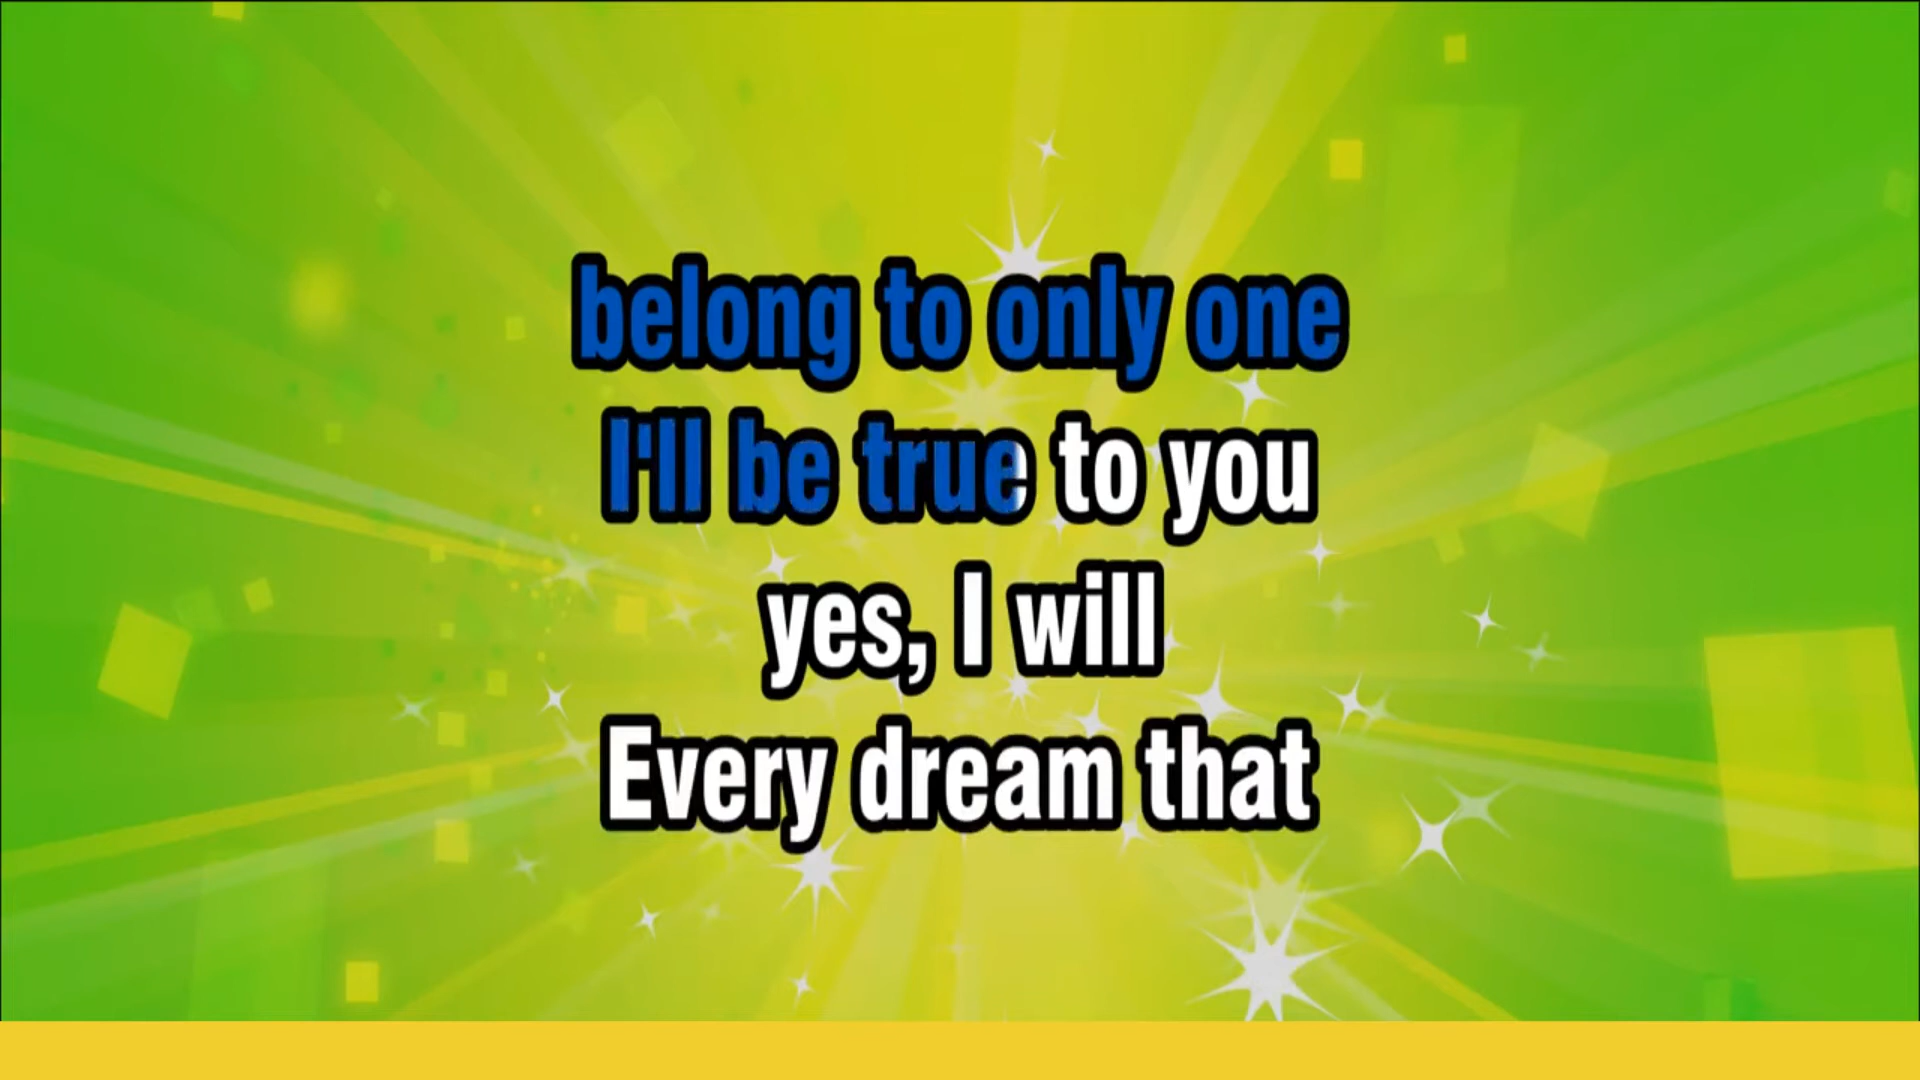 belong to only one
I'll be true to you
yes, I will
Every dream that